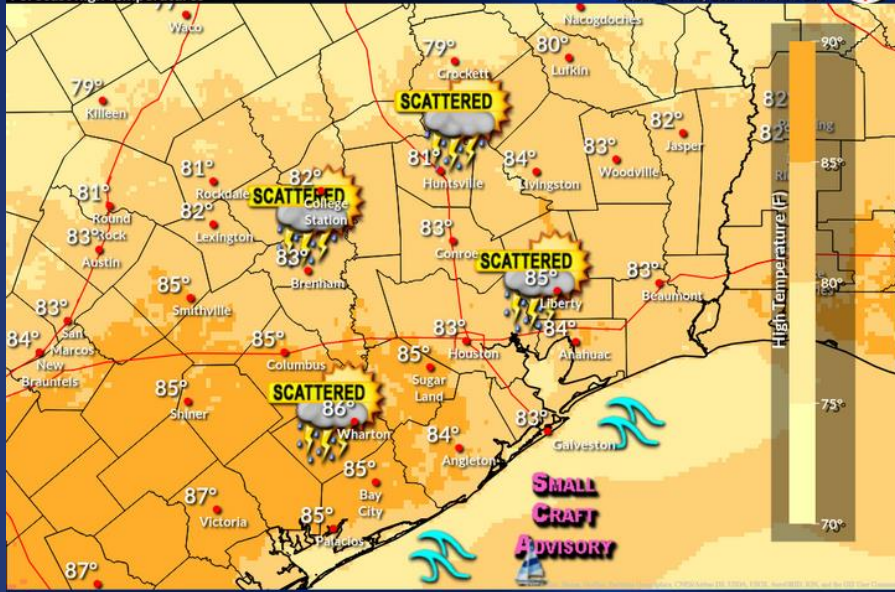 Waco
Nacogdoches
79°
Crockett
80°
Lufkin
90°
79°
Killeen
SCATTERED
82°
82°
82°
Jasper
81°
Huntsville
84°
Livingston
83°
Woodville
85°
81°
Rockdale
82°
SCATTERED
College
Station
81°
Round
Rock
82°
Lexington
83°
Austin
83°
Conroe
83°
Brenham
SCATTERED
85°
Liberty
83°
Beaumont
80°
High Temperature (F)
85°
Smithville
83°
San
Marcos
84°
New
Braunfels
85°
Columbus
83°
Houston
84°
Anahuac
85°
Sugar
Land
SCATTERED
86°
Wharton
85°
Shiner
75°
83°
Galveston
84°
Angleton
85°
Bay
City
87°
Victoria
85°
Palacios
SMALL
CRAFT
ADVISORY
70°
87°